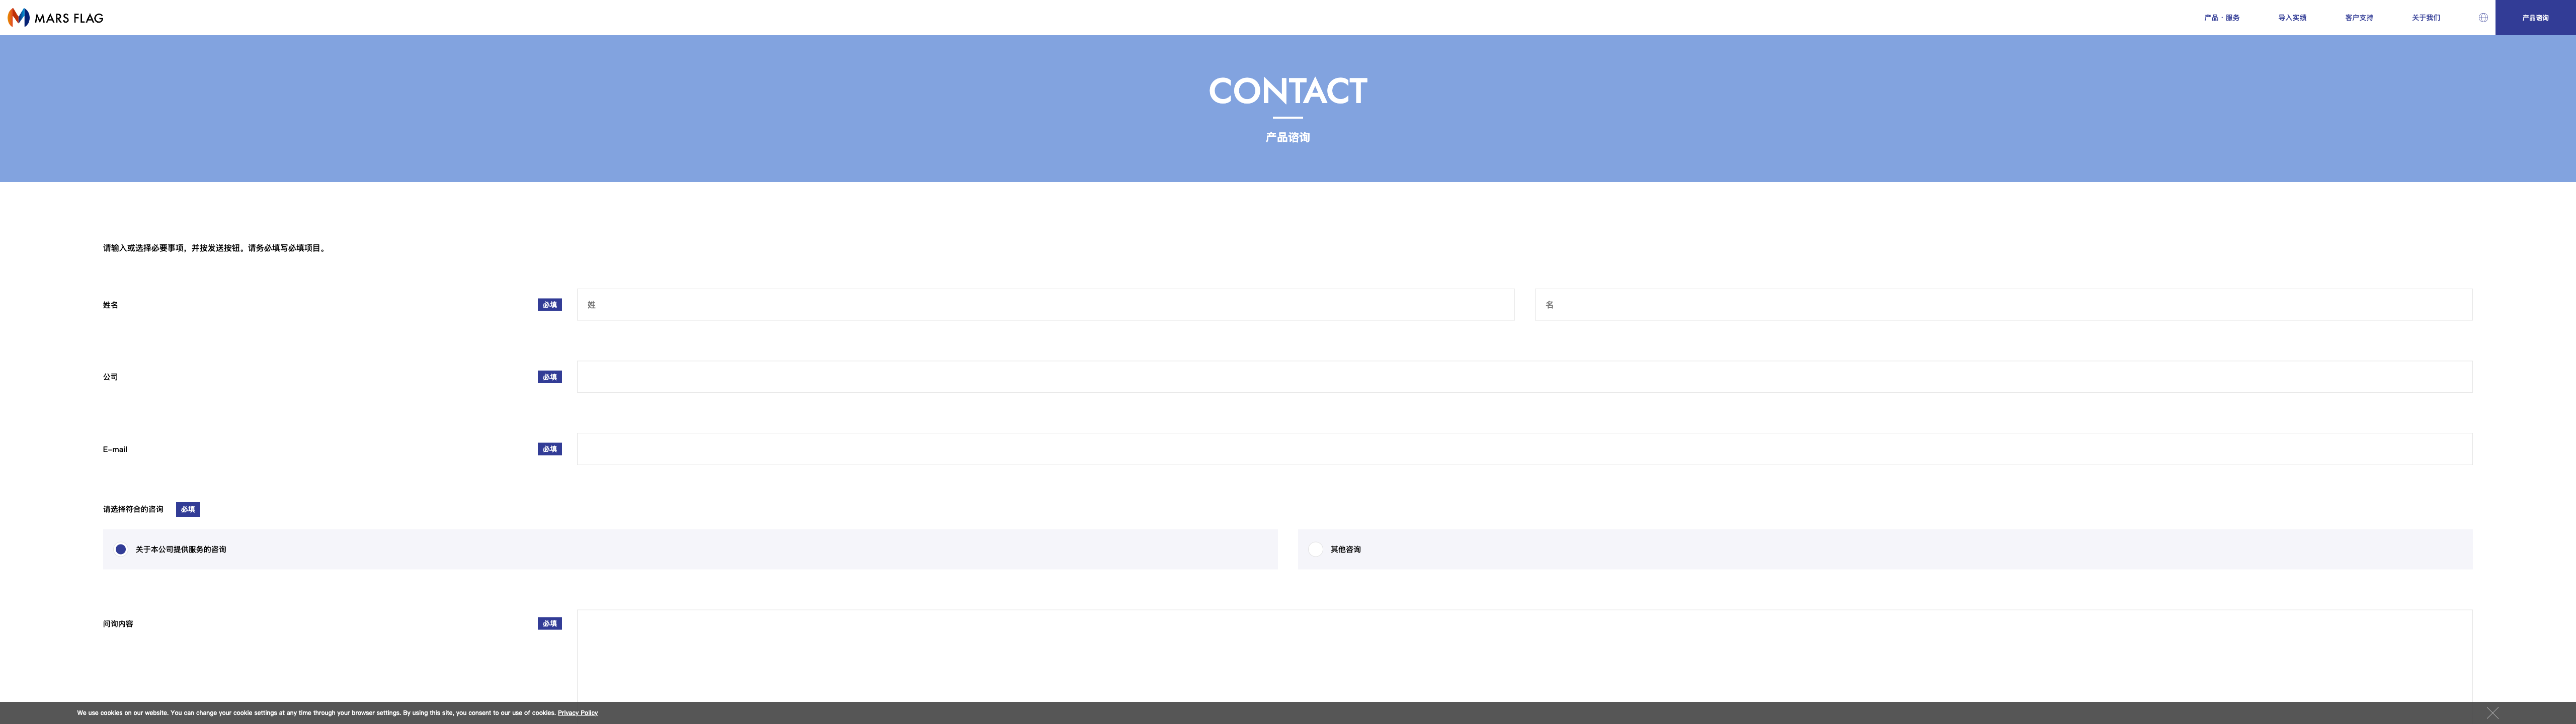 MARS FLAG
产品・服务
导入实绩
客户支持
关于我们
产品谘询
CONTACT
产品谘询
请输入或选择必要事项，并按发送按钮。请务必填写必填项目。
姓名
必填
姓
名
公司
必填
E-mail
必填
请选择符合的咨询
必填
关于本公司提供服务的咨询
其他咨询
问询内容
必填
We use cookies on our website. You can change your cookie settings at any time through your browser settings. By using this site, you consent to our use of cookies. Privacy Policy